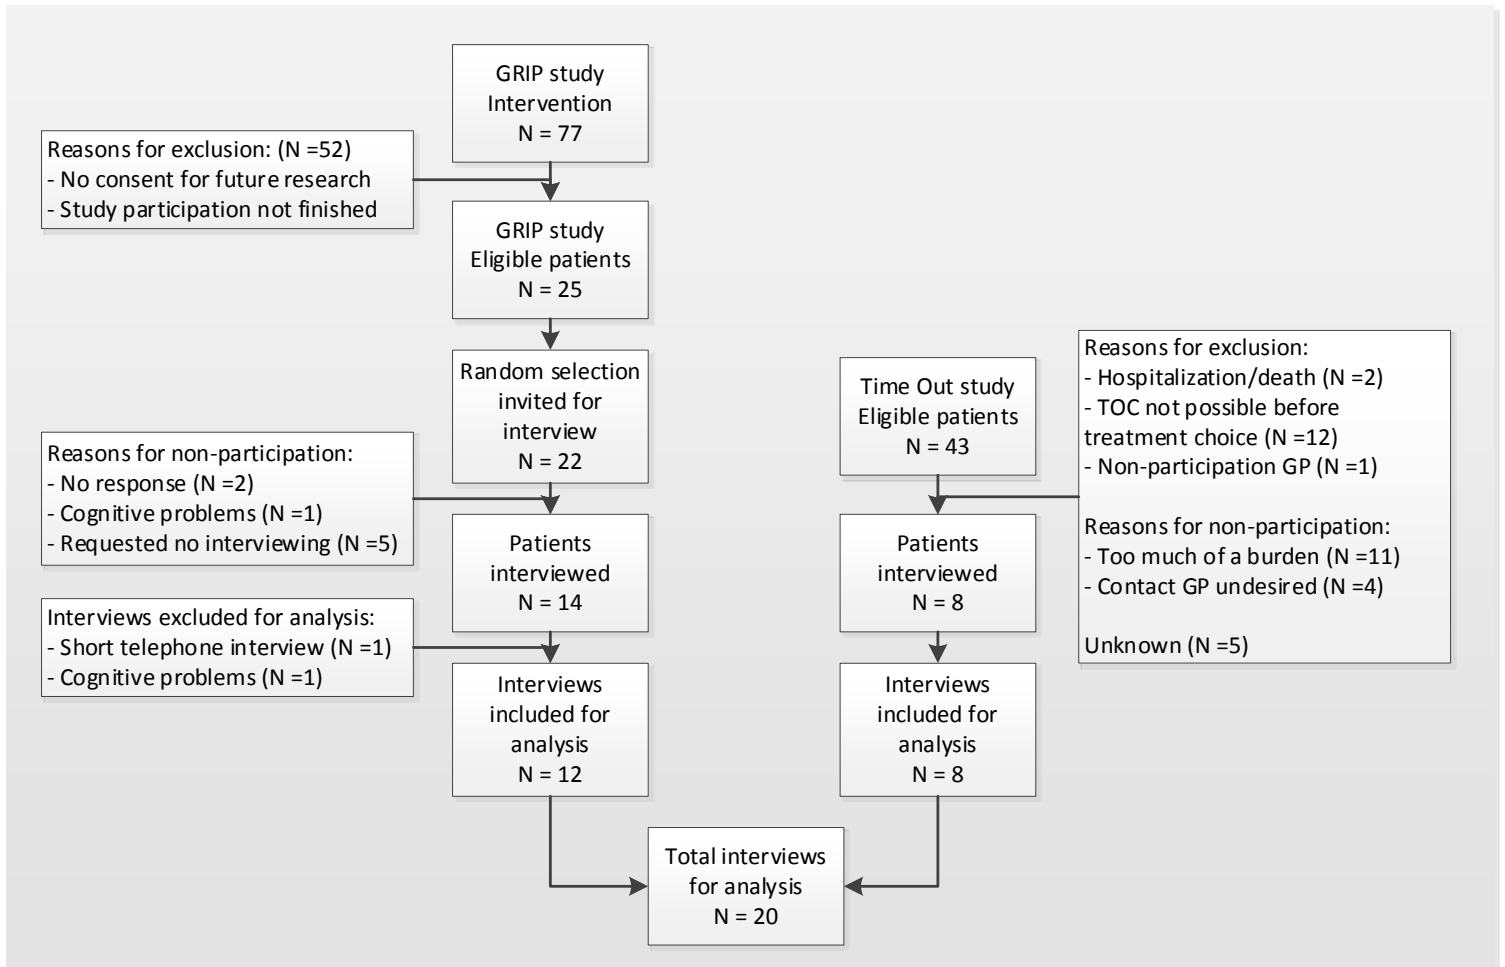 GRIP study
Intervention
N = 77
Reasons for exclusion: (N =52)
- No consent for future research
- Study participation not finished
GRIP study
Eligible patients
N = 25
Random selection
invited for
interview
N = 22
Reasons for non-participation:
- No response (N =2)
- Cognitive problems (N =1)
- Requested no interviewing (N =5)
Patients
interviewed
N = 14
Interviews excluded for analysis:
- Short telephone interview (N =1)
- Cognitive problems (N =1)
Interviews
included for
analysis
N = 12
Time Out study
Eligible patients
N = 43
Reasons for exclusion:
- Hospitalization/death (N =2)
- TOC not possible before
treatment choice (N =12)
- Non-participation GP (N =1)
Reasons for non-participation:
- Too much of a burden (N =11)
- Contact GP undesired (N =4)
Unknown (N =5)
Patients
interviewed
N = 8
Interviews
included for
analysis
N = 8
Total interviews
for analysis
N = 20